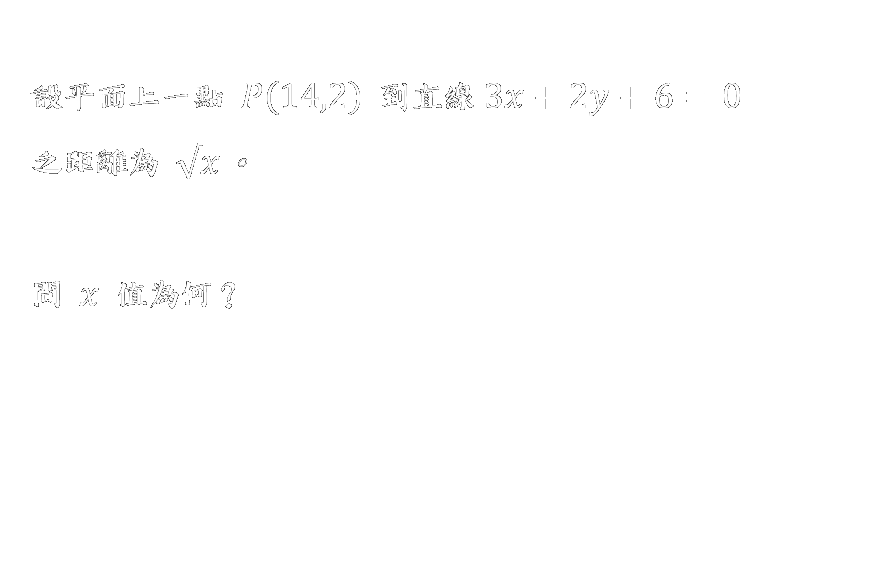 設平面上一點 P(14,2) 到直線 3x + 2y + 6 = 0
之距離為 √x 。
問 x 值為何？